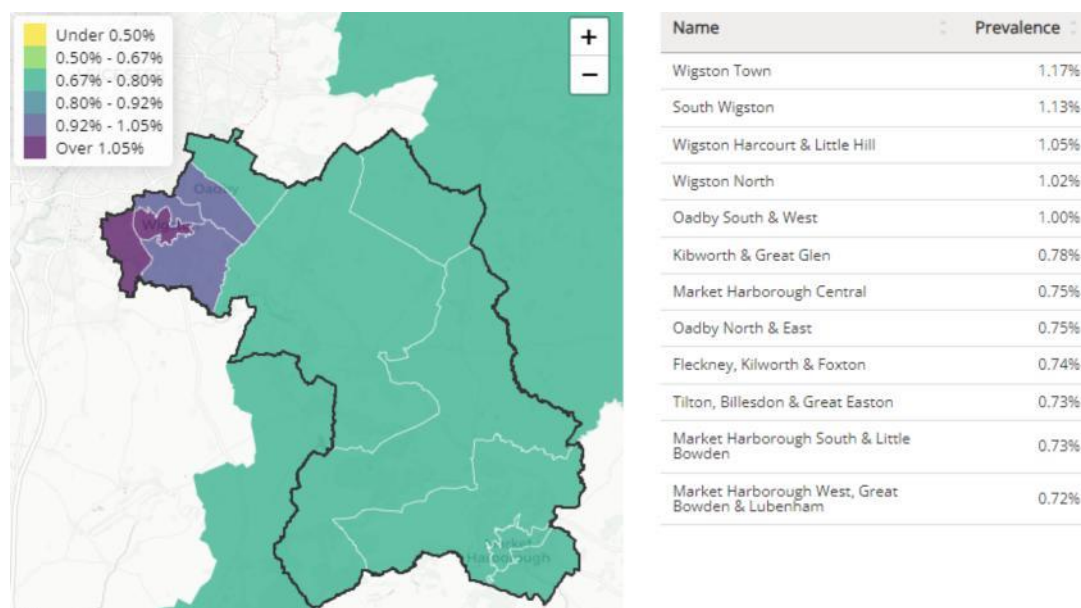 Under 0.50%
0.50% - 0.67%
0.67% - 0.80%
0.80% - 0.92%
0.92% - 1.05%
Over 1.05%
+
−
Oadby
Market
Harborough
Name Prevalence
Wigston Town 1.17%
South Wigston 1.13%
Wigston Harcourt & Little Hill 1.05%
Wigston North 1.02%
Oadby South & West 1.00%
Kibworth & Great Glen 0.78%
Market Harborough Central 0.75%
Oadby North & East 0.75%
Fleckney, Kilworth & Foxton 0.74%
Tilton, Billesdon & Great Easton 0.73%
Market Harborough South & Little
Bowden 0.73%
Market Harborough West, Great
Bowden & Lubenham 0.72%